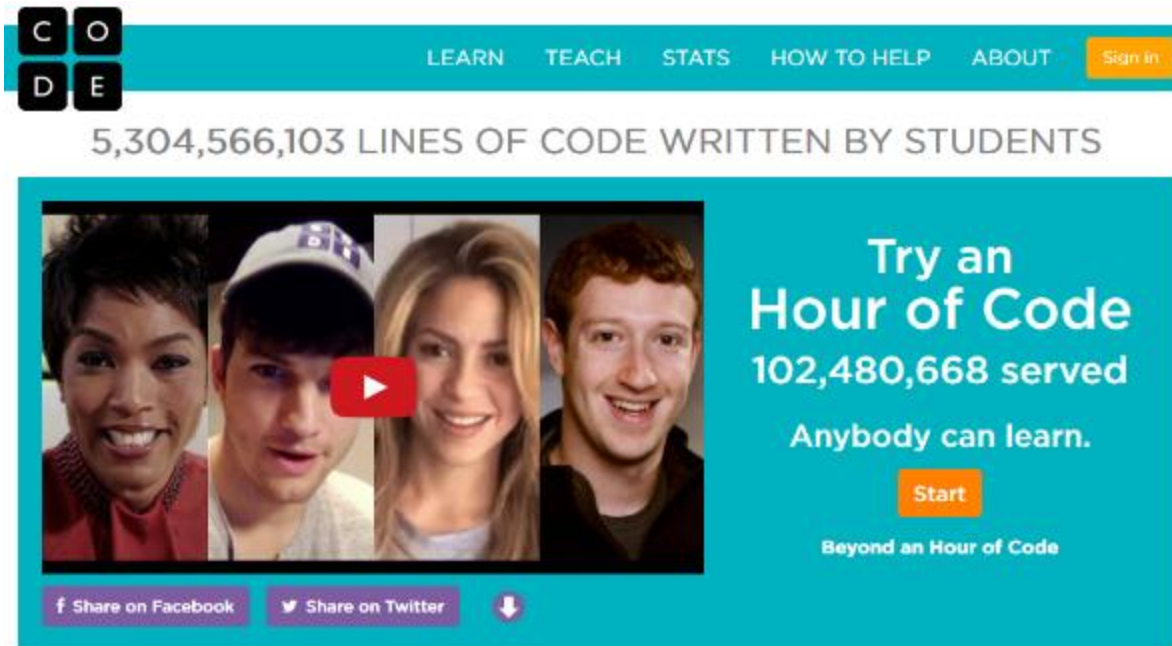 C O
D E
LEARN TEACH STATS HOW TO HELP ABOUT Sign in
5,304,566,103 LINES OF CODE WRITTEN BY STUDENTS
Try an
Hour of Code
102,480,668 served
Anybody can learn.
Start
Beyond an Hour of Code
f Share on Facebook Share on Twitter